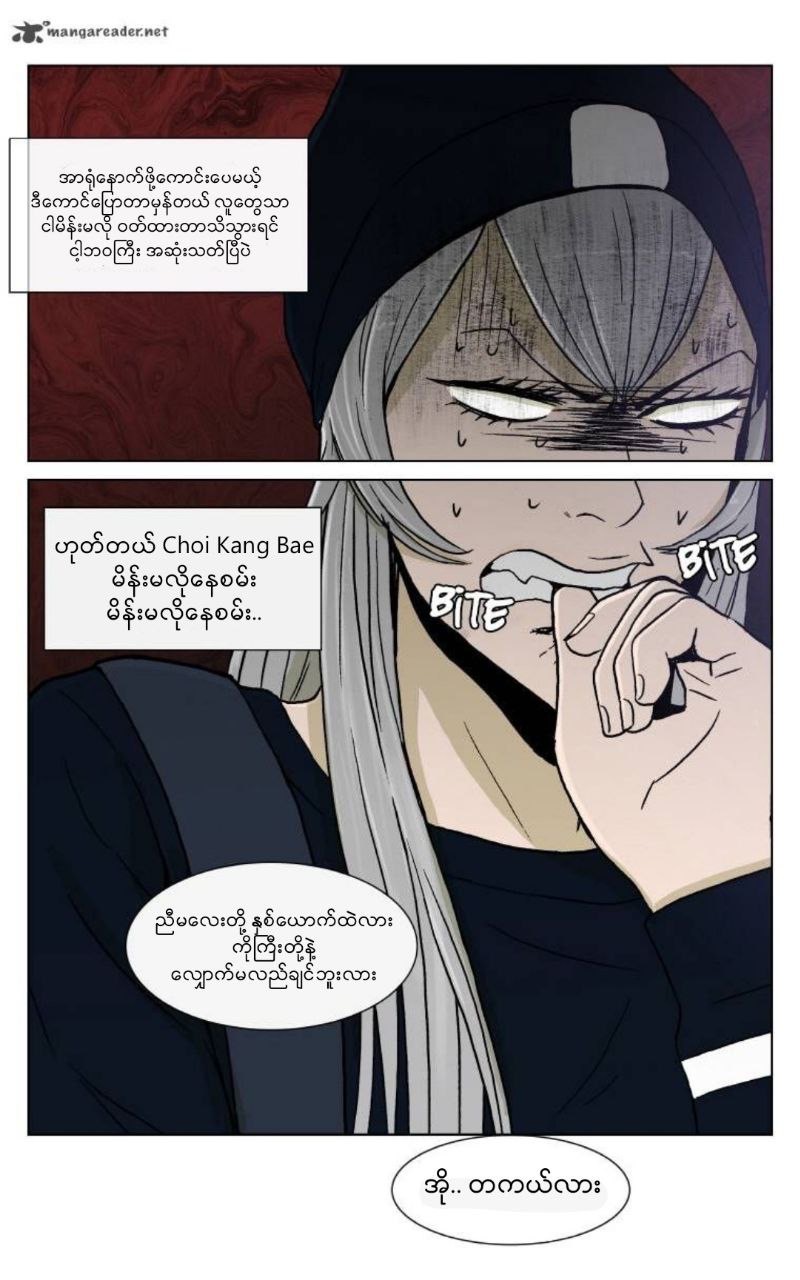 mangareader.net
အာရုံနောက်ဖို့ကောင်းပေမယ့်
ဒီကောင်ပြောတာမှန်တယ် လူတွေသာ
ငါမိန်းမလို ဝတ်ထားတာသိသွားရင်
ငါ့ဘဝကြီး အဆုံးသတ်ပြီပဲ
ဟုတ်တယ် Choi Kang Bae
မိန်းမလိုနေစမ်း
မိန်းမလိုနေစမ်း..
BITE
BITE
ညီမလေးတို့ နှစ်ယောက်ထဲလား
ကိုကြီးတို့နဲ့
လျှောက်မလည်ချင်ဘူးလား
အို.. တကယ်လား